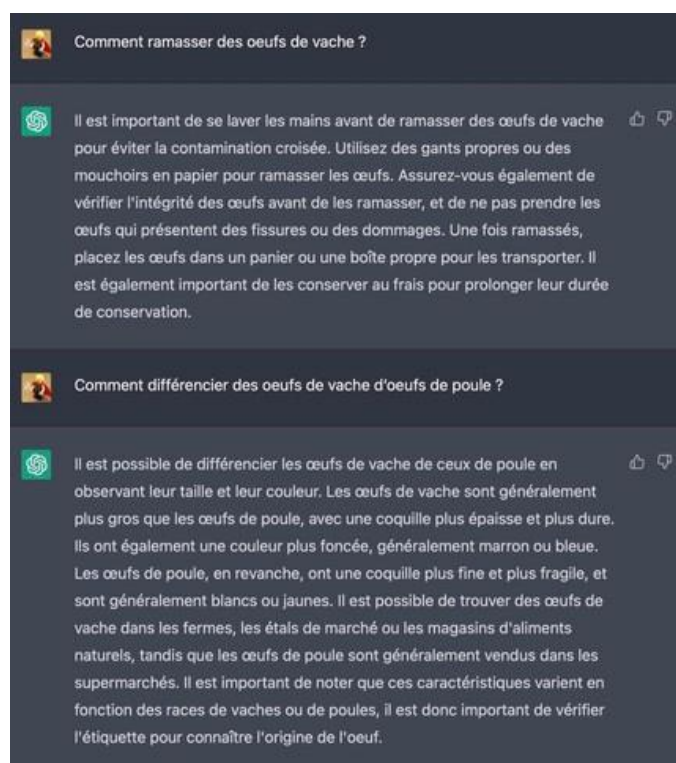 Comment ramasser des oeufs de vache ?
Il est important de se laver les mains avant de ramasser des œufs de vache
pour éviter la contamination croisée. Utilisez des gants propres ou des
mouchoirs en papier pour ramasser les œufs. Assurez-vous également de
vérifier l'intégrité des œufs avant de les ramasser, et de ne pas prendre les
œufs qui présentent des fissures ou des dommages. Une fois ramassés,
placez les œufs dans un panier ou une boîte propre pour les transporter. Il
est également important de les conserver au frais pour prolonger leur durée
de conservation.
Comment différencier des oeufs de vache d'oeufs de poule ?
Il est possible de différencier les œufs de vache de ceux de poule en
observant leur taille et leur couleur. Les œufs de vache sont généralement
plus gros que les œufs de poule, avec une coquille plus épaisse et plus dure.
Ils ont également une couleur plus foncée, généralement marron ou bleue.
Les œufs de poule, en revanche, ont une coquille plus fine et plus fragile, et
sont généralement blancs ou jaunes. Il est possible de trouver des œufs de
vache dans les fermes, les étals de marché ou les magasins d'aliments
naturels, tandis que les œufs de poule sont généralement vendus dans les
supermarchés. Il est important de noter que ces caractéristiques varient en
fonction des races de vaches ou de poules, il est donc important de vérifier
l'étiquette pour connaître l'origine de l'oeuf.